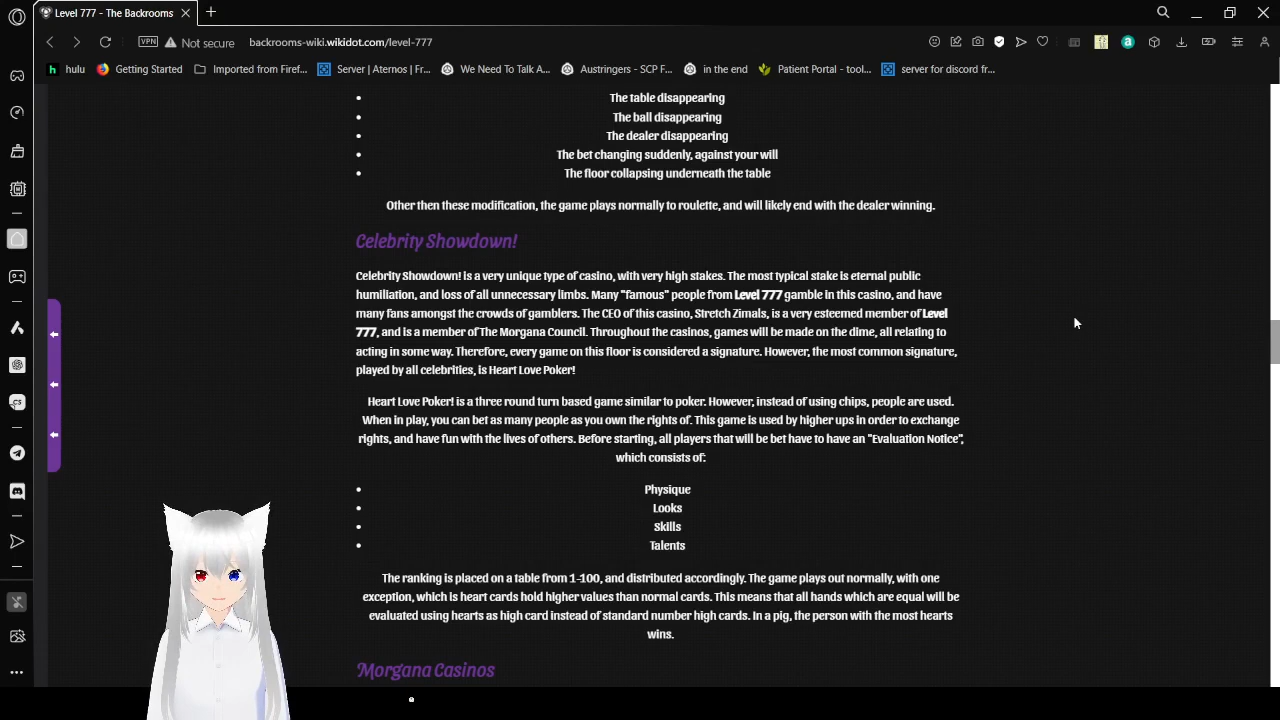 Level 777 - The Backrooms
VPN Not secure backrooms-wiki.wikidot.com/level-777
hulu Getting Started Imported from Firef... Server | Aternos | Fr... We Need To Talk A... Austringers - SCP F... in the end Patient Portal - tool... server for discord fr...
The table disappearing
The ball disappearing
The dealer disappearing
The bet changing suddenly, against your will
The floor collapsing underneath the table
Other then these modification, the game plays normally to roulette, and will likely end with the dealer winning.
Celebrity Showdown!
Celebrity Showdown! is a very unique type of casino, with very high stakes. The most typical stake is eternal public
humiliation, and loss of all unnecessary limbs. Many "famous" people from Level 777 gamble in this casino, and have
many fans amongst the crowds of gamblers. The CEO of this casino, Stretch Zimals, is a very esteemed member of Level
777, and is a member of The Morgana Council. Throughout the casinos, games will be made on the dime, all relating to
acting in some way. Therefore, every game on this floor is considered a signature. However, the most common signature,
played by all celebrities, is Heart Love Poker!
Heart Love Poker! is a three round turn based game similar to poker. However, instead of using chips, people are used.
When in play, you can bet as many people as you own the rights of. This game is used by higher ups in order to exchange
rights, and have fun with the lives of others. Before starting, all players that will be bet have to have an "Evaluation Notice",
which consists of:
Physique
Looks
Skills
Talents
The ranking is placed on a table from 1-100, and distributed accordingly. The game plays out normally, with one
exception, which is heart cards hold higher values than normal cards. This means that all hands which are equal will be
evaluated using hearts as high card instead of standard number high cards. In a pig, the person with the most hearts
wins.
Morgana Casinos